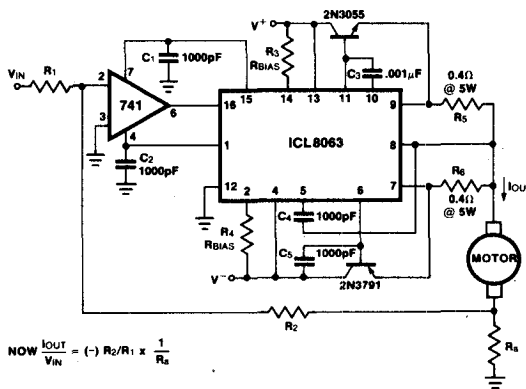 V+
2N3055
C1
1000pF
R3
RBIAS
C3
.001µF
VIN
R1
2
7
741
3
4
6
15
14
13
11
10
16
9
0.4Ω
@ 5W
R5
ICL8063
1
8
C2
1000pF
12
7
R6
0.4Ω
@ 5W
IOUT
2
4
5
6
R4
RBIAS
C4
1000pF
C5
1000pF
V−
2N3791
MOTOR
R2
Ra
NOW IOUT/VIN = (-) R2/R1 x 1/Ra